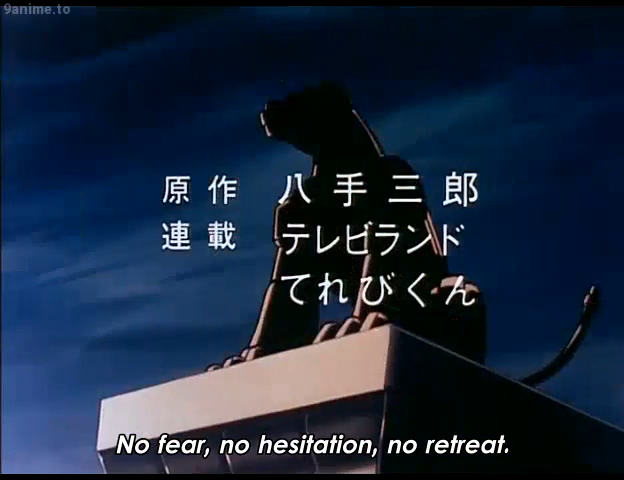 9anime.to
原作 八手三郎
連載 テレビランド
てれびくん
No fear, no hesitation, no retreat.